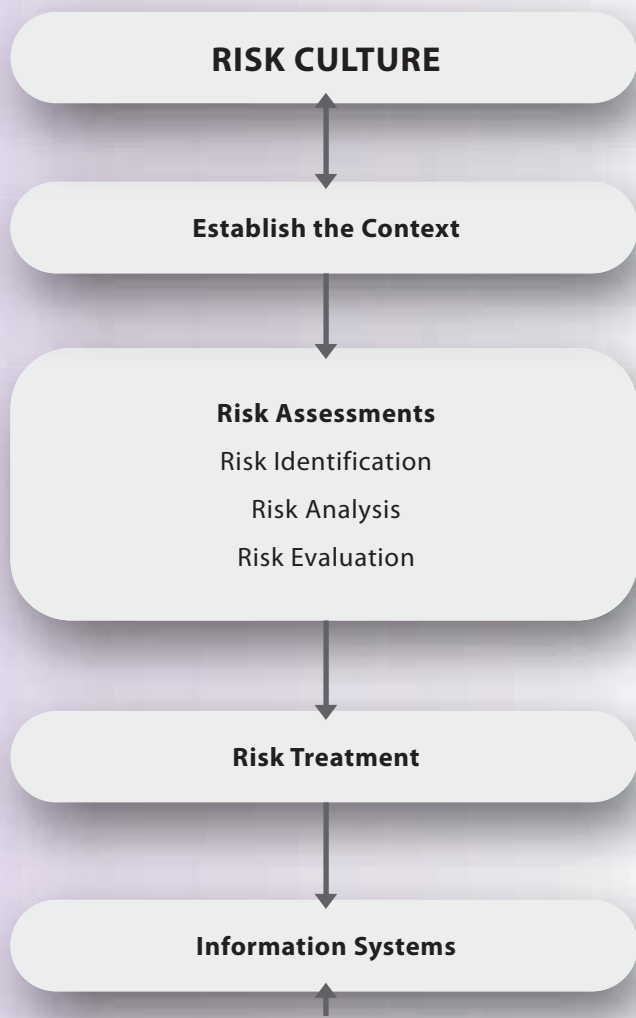 RISK CULTURE
Establish the Context
Risk Assessments
Risk Identification
Risk Analysis
Risk Evaluation
Risk Treatment
Information Systems